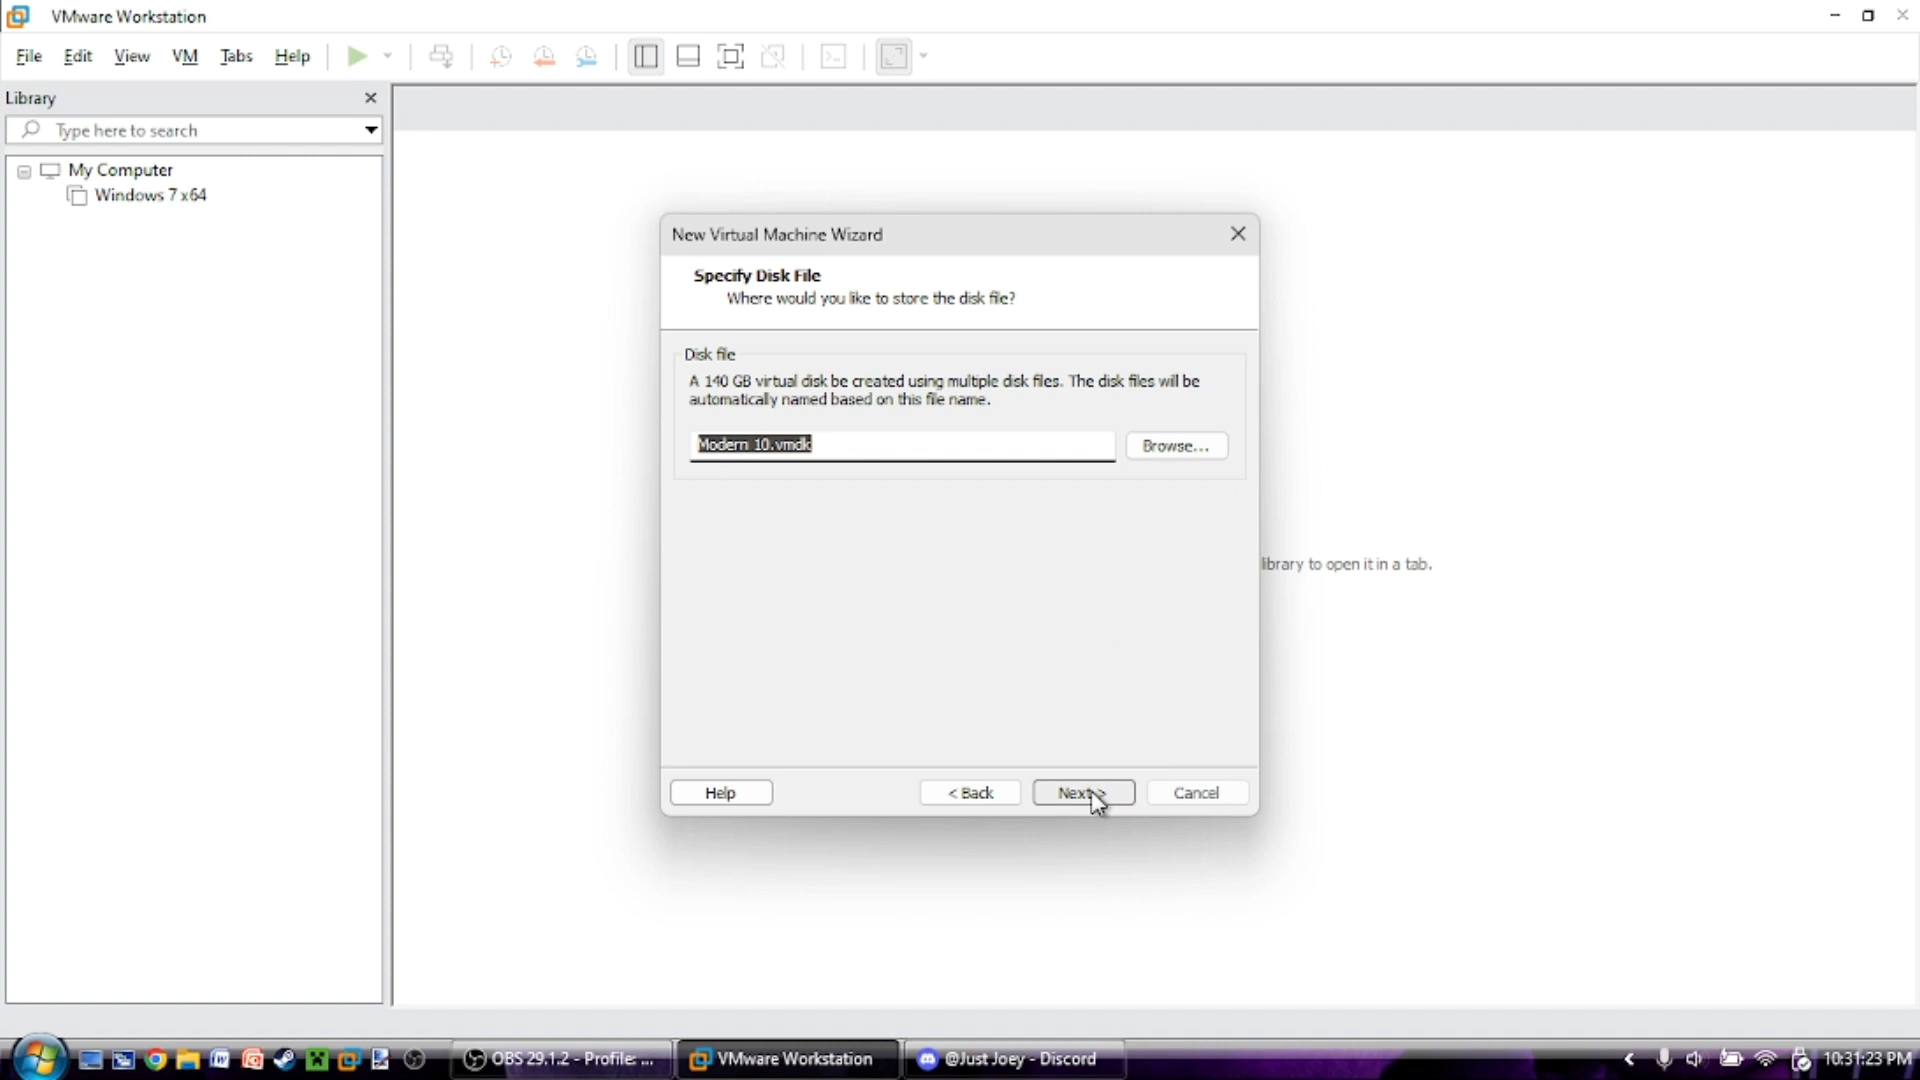 VMware Workstation
File Edit View VM Tabs Help
Library
Type here to search
My Computer
Windows 7 x64
New Virtual Machine Wizard
Specify Disk File
Where would you like to store the disk file?
Disk file
A 140 GB virtual disk be created using multiple disk files. The disk files will be
automatically named based on this file name.
Modern 10.vmdk
Browse...
library to open it in a tab.
Help
< Back
Next >
Cancel
OBS 29.1.2 - Profile: ...
VMware Workstation
@Just Joey - Discord
10:31:23 PM